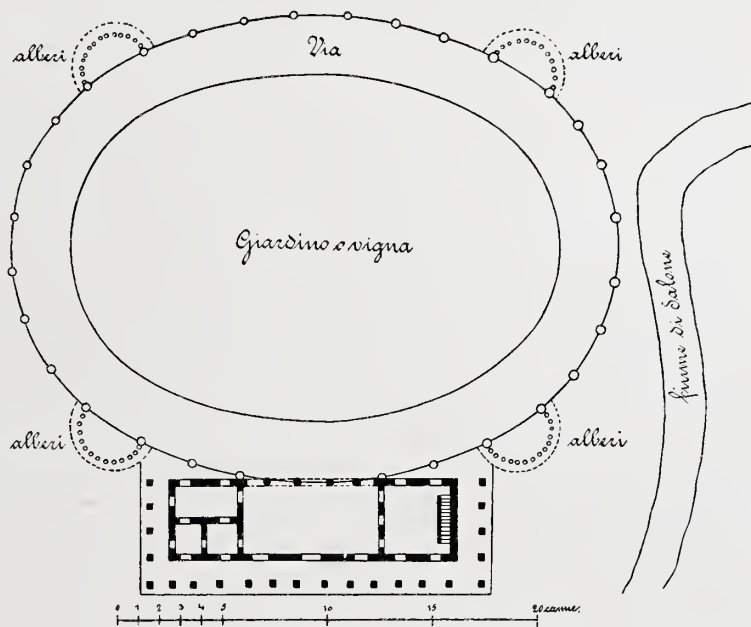 alberi
Via
alberi
Giardino o vigna
fiume di Salone
alberi
alberi
0 1 2 3 4 5 10 15 20 canne.